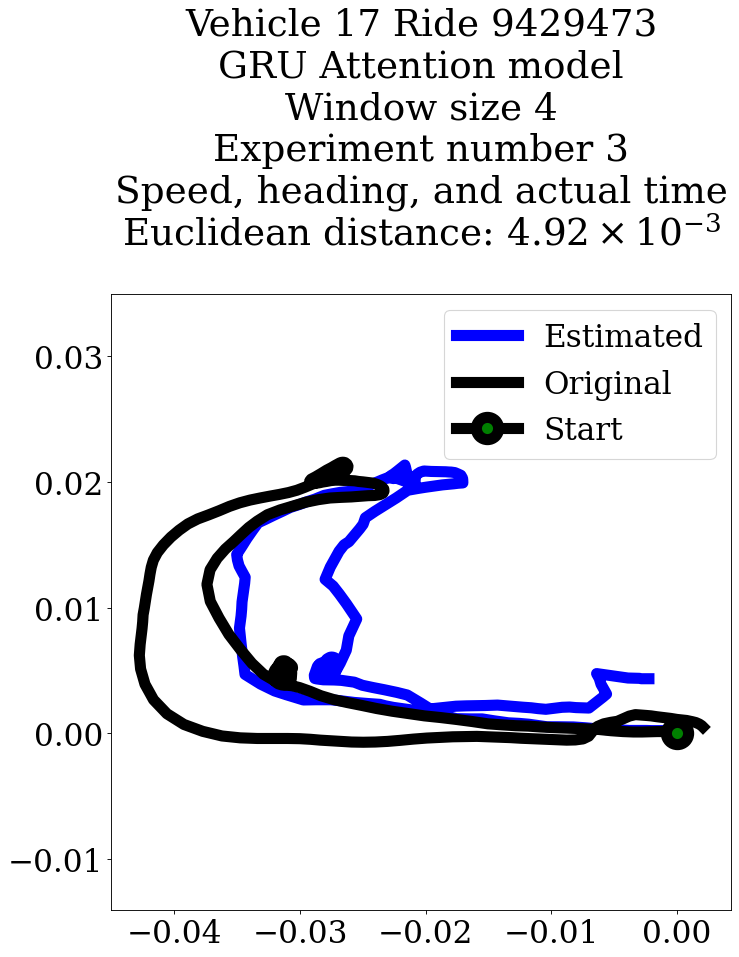 Vehicle 17 Ride 9429473
GRU Attention model
Window size 4
Experiment number 3
Speed, heading, and actual time
Euclidean distance: 4.92 × 10⁻³
Estimated
Original
Start
0.03
0.02
0.01
0.00
−0.01
−0.04 −0.03 −0.02 −0.01 0.00